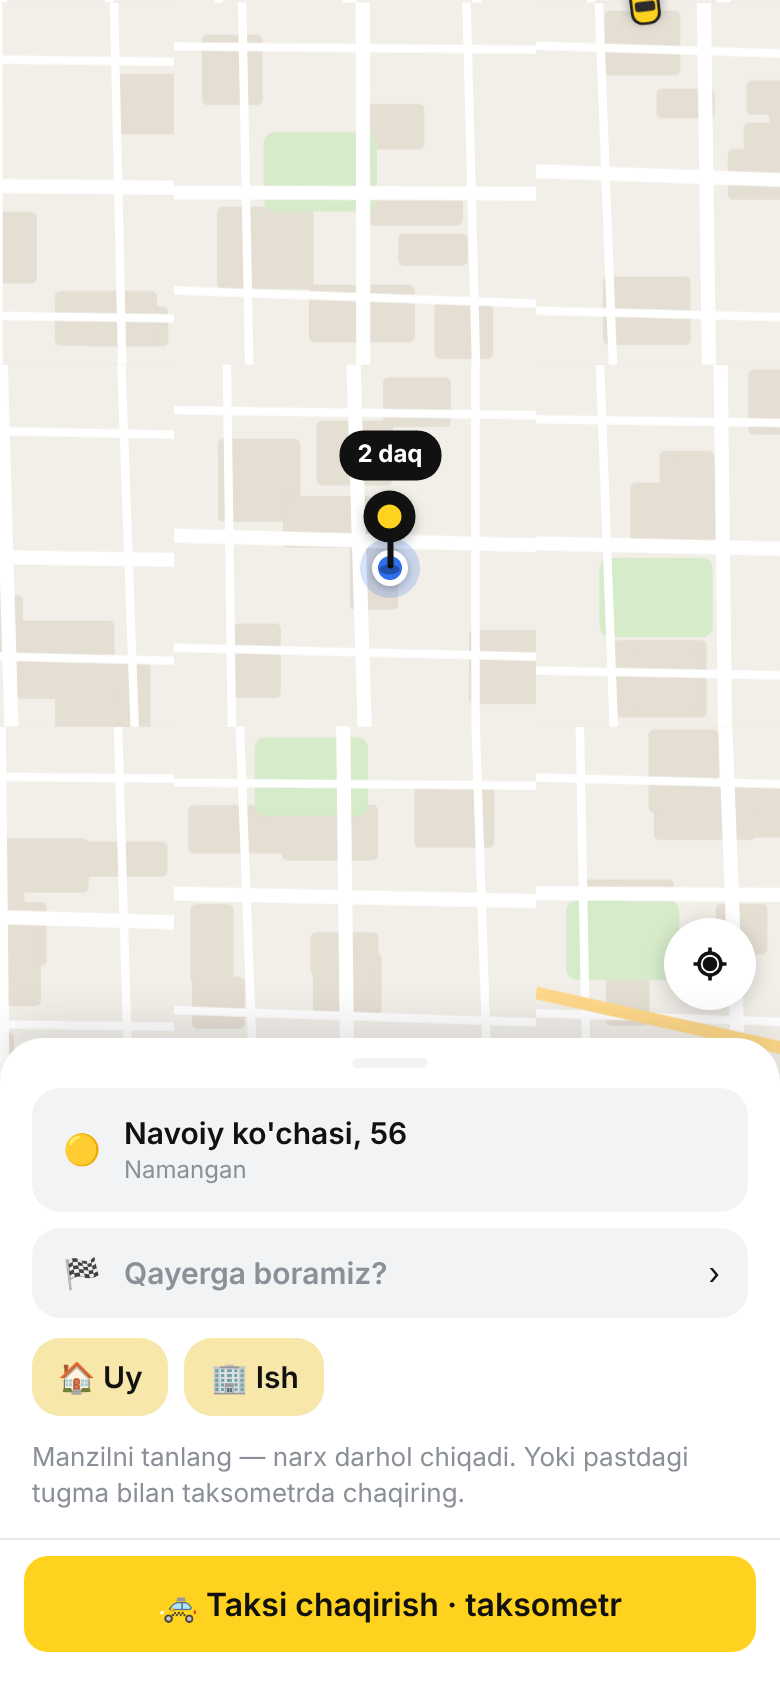 2 daq
Navoiy ko'chasi, 56
Namangan
Qayerga boramiz?
Uy
Ish
Manzilni tanlang — narx darhol chiqadi. Yoki pastdagi
tugma bilan taksometrda chaqiring.
Taksi chaqirish · taksometr